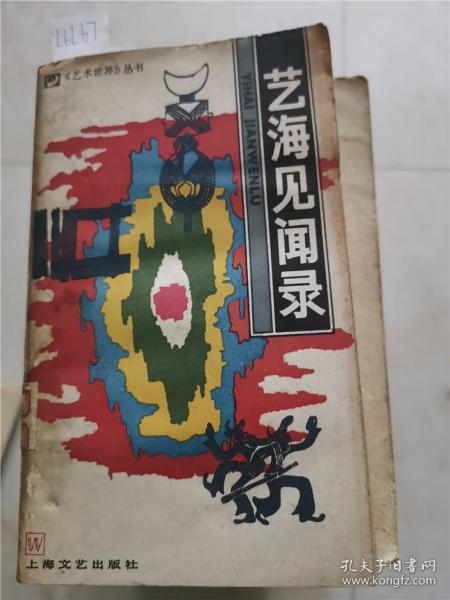 《艺术世界》丛书
艺海见闻录
YIHAI JIANWENLU
上海文艺出版社
孔夫子旧书网
www.kongfz.com